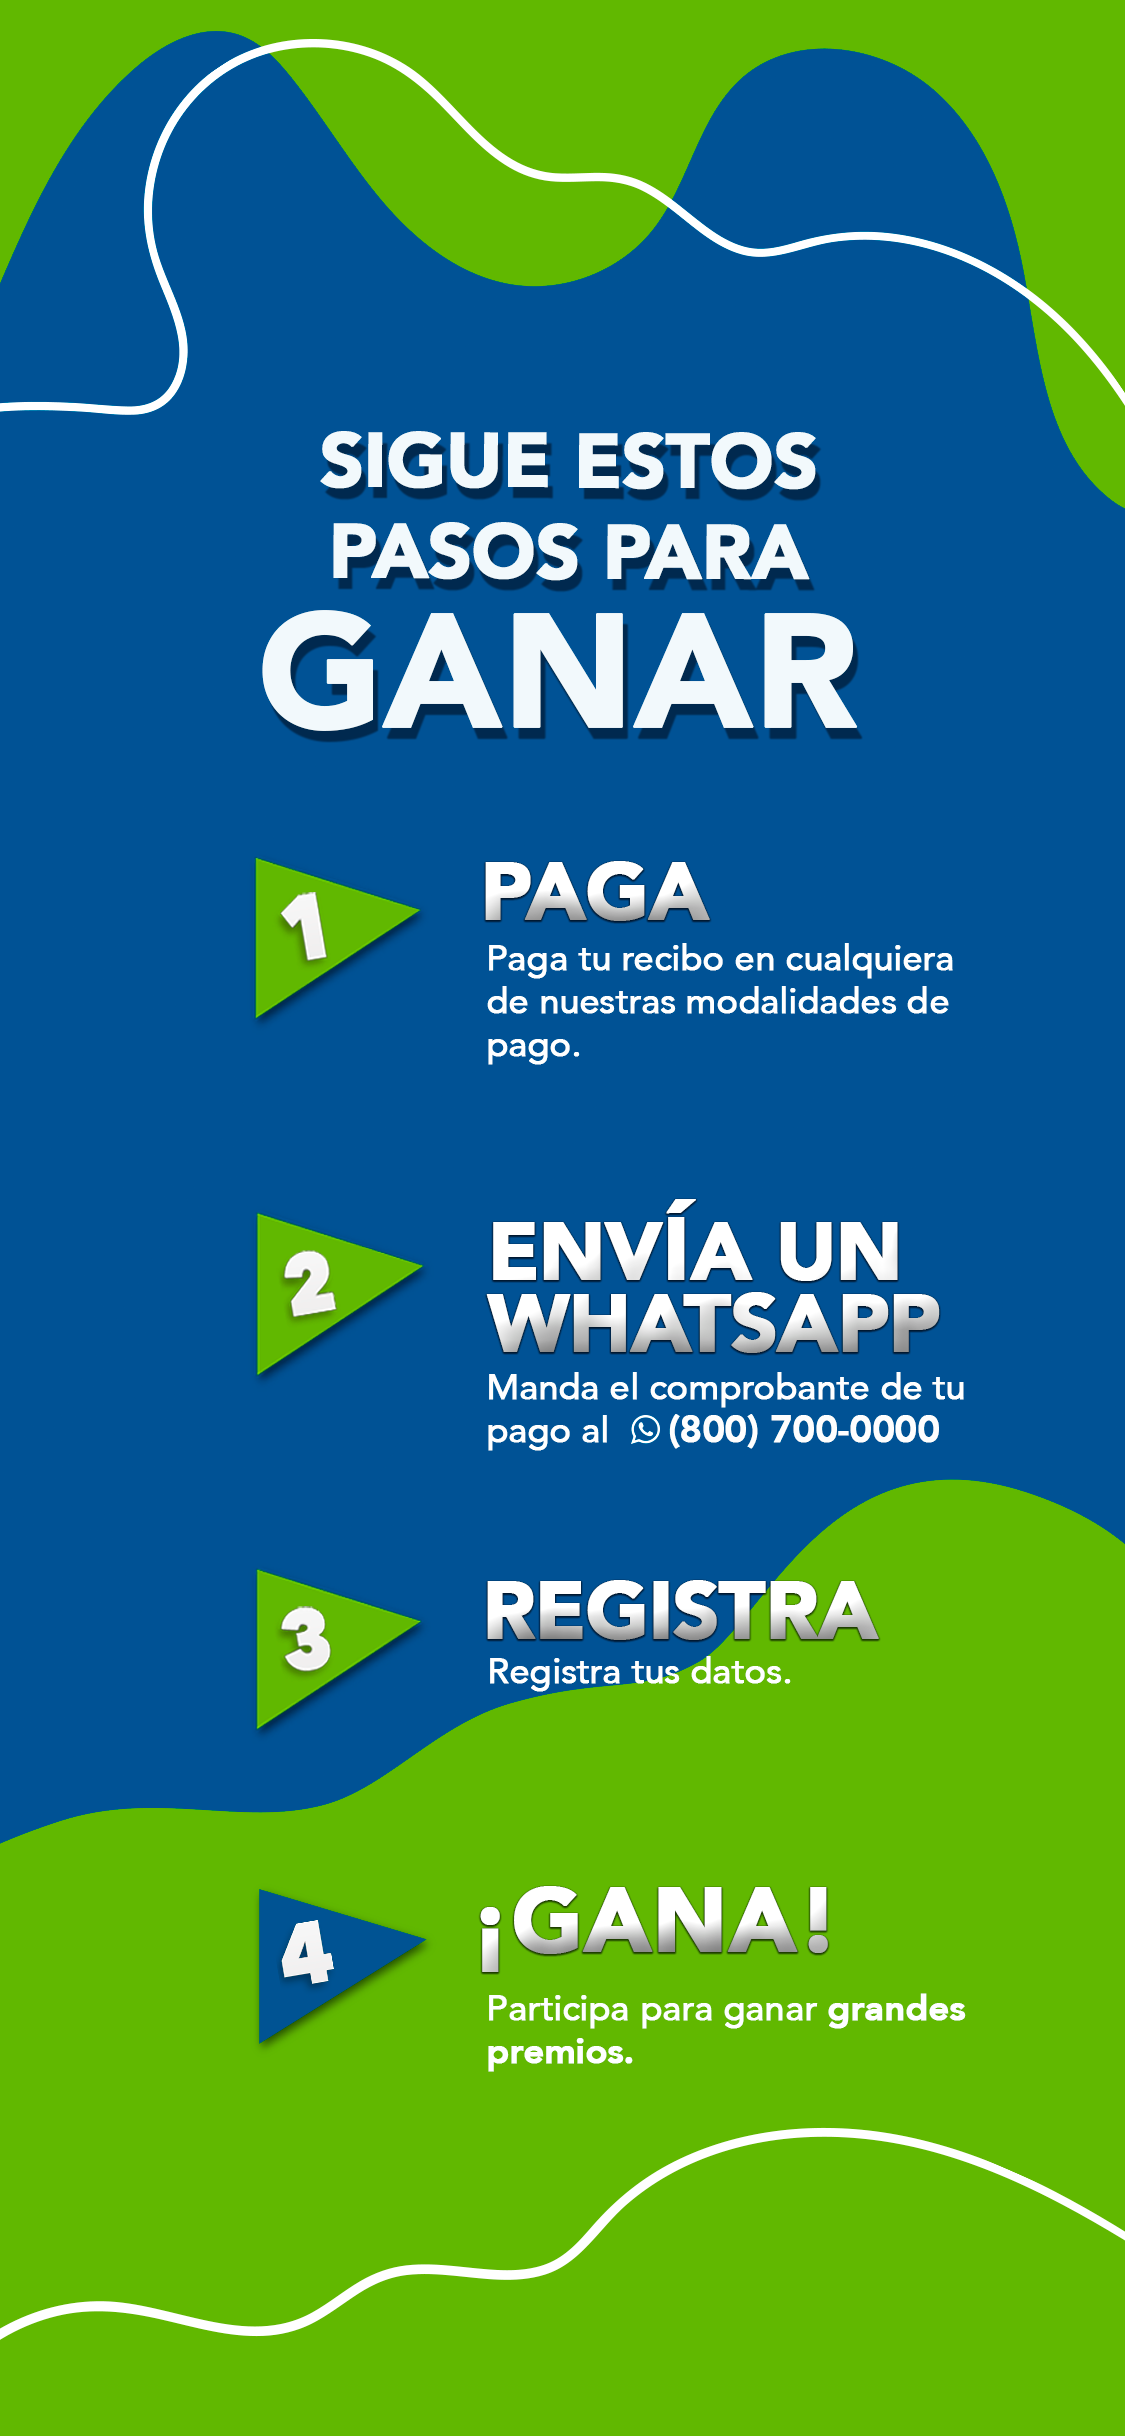 SIGUE ESTOS
PASOS PARA
GANAR
1
PAGA
Paga tu recibo en cualquiera
de nuestras modalidades de
pago.
2
ENVÍA UN
WHATSAPP
Manda el comprobante de tu
pago al (800) 700-0000
3
REGISTRA
Registra tus datos.
4
¡GANA!
Participa para ganar grandes
premios.